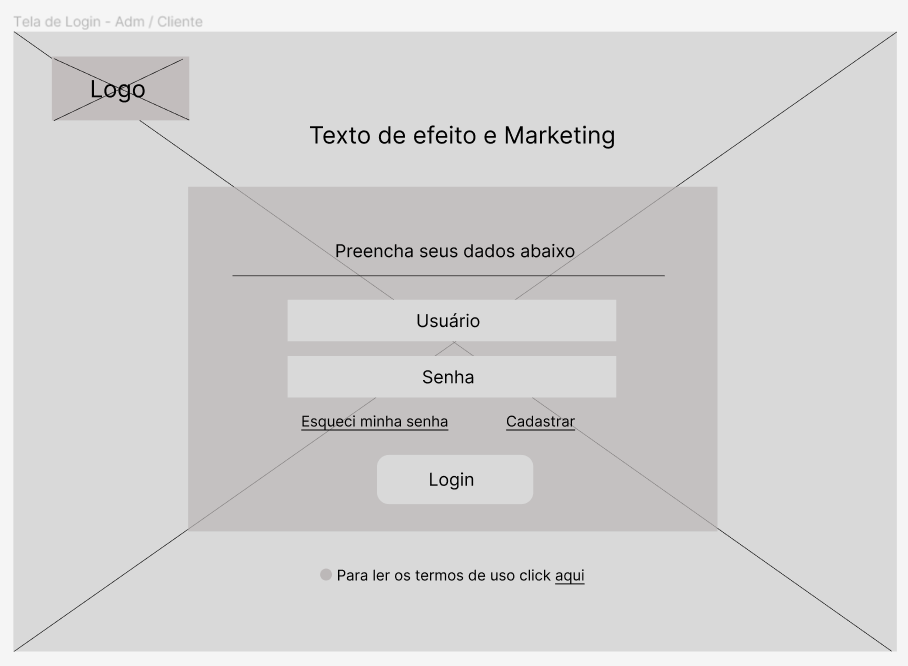 Tela de Login - Adm / Cliente
Logo
Texto de efeito e Marketing
Preencha seus dados abaixo
Usuário
Senha
Esqueci minha senha Cadastrar
Login
Para ler os termos de uso click aqui